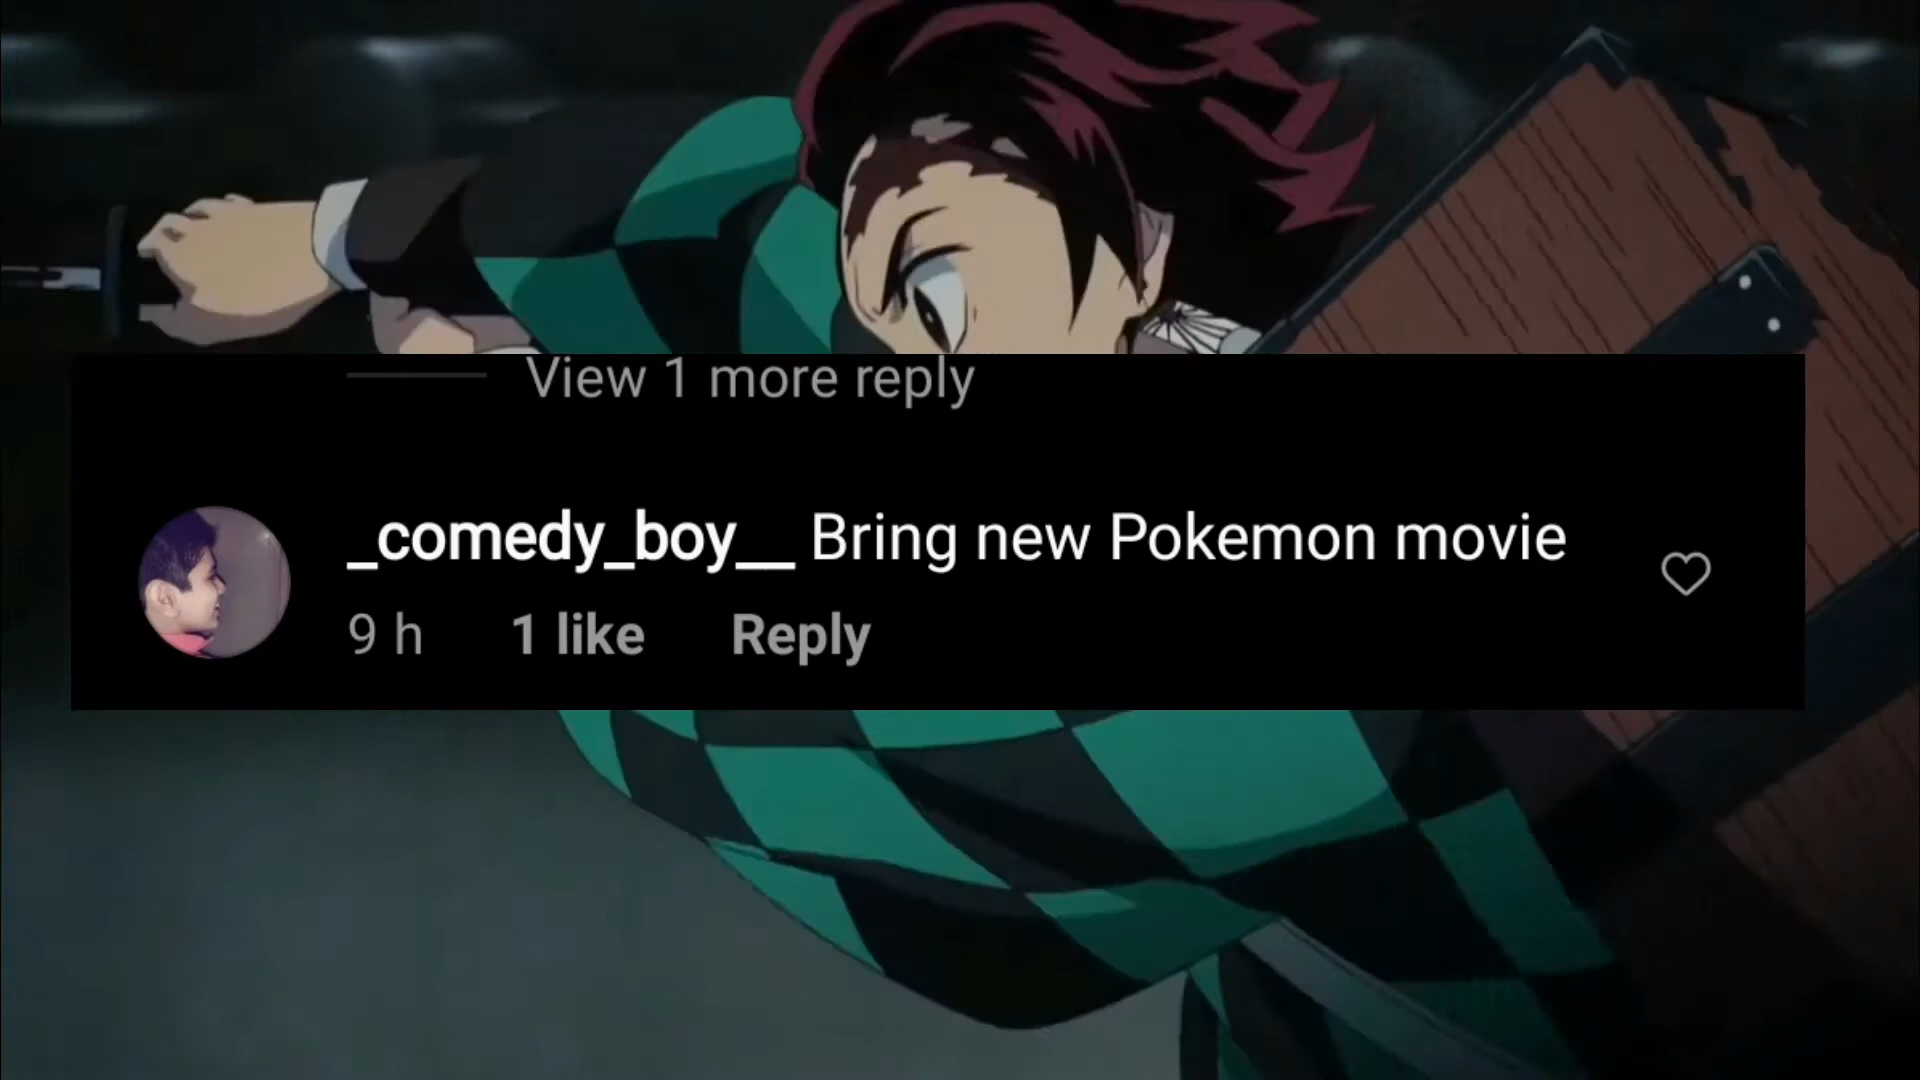 View 1 more reply
_comedy_boy__ Bring new Pokemon movie
9 h 1 like Reply